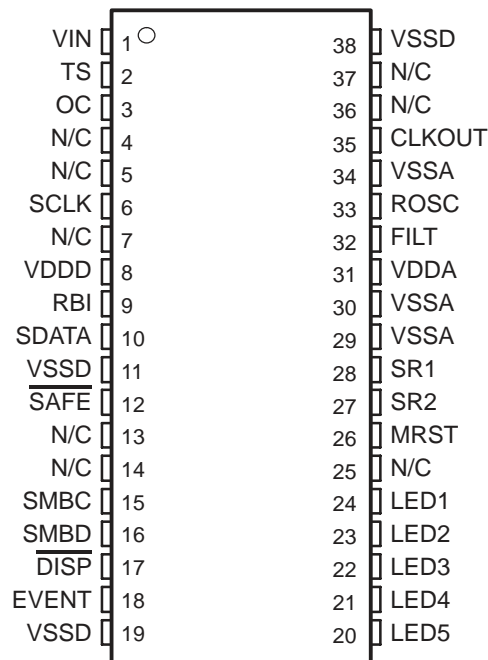 VIN 1 38 VSSD
TS 2 37 N/C
OC 3 36 N/C
N/C 4 35 CLKOUT
N/C 5 34 VSSA
SCLK 6 33 ROSC
N/C 7 32 FILT
VDDD 8 31 VDDA
RBI 9 30 VSSA
SDATA 10 29 VSSA
VSSD 11 28 SR1
S̅A̅F̅E̅ 12 27 SR2
N/C 13 26 MRST
N/C 14 25 N/C
SMBC 15 24 LED1
SMBD 16 23 LED2
D̅I̅S̅P̅ 17 22 LED3
EVENT 18 21 LED4
VSSD 19 20 LED5